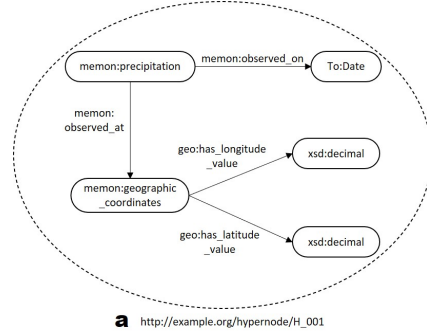 memon:precipitation
memon:observed_on
To:Date
memon:
observed_at
geo:has_longitude
_value
xsd:decimal
memon:geographic
_coordinates
geo:has_latitude
_value
xsd:decimal
a http://example.org/hypernode/H_001